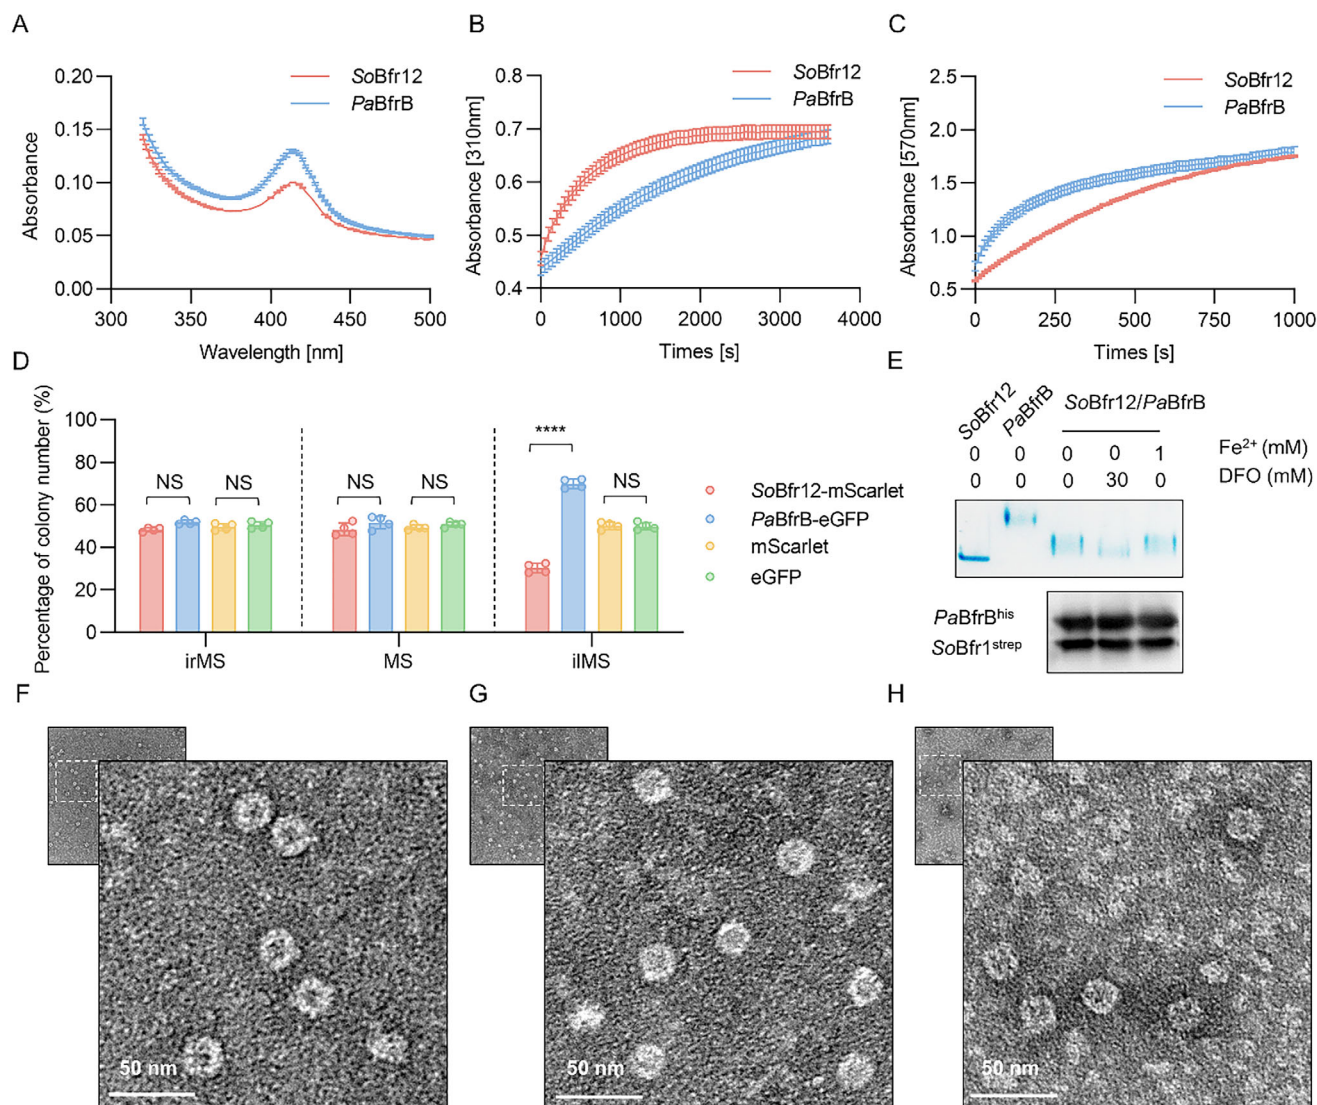 A
SoBfr12
PaBfrB
0.20
0.15
0.10
0.05
0.00
Absorbance
300
350
400
450
500
Wavelength [nm]
B
SoBfr12
PaBfrB
0.8
0.7
0.6
0.5
0.4
Absorbance [310nm]
0
1000
2000
3000
4000
Times [s]
C
SoBfr12
PaBfrB
2.5
2.0
1.5
1.0
0.5
Absorbance [570nm]
0
250
500
750
1000
Times [s]
D
Percentage of colony number (%)
100
80
60
40
20
0
NS
NS
NS
NS
****
NS
irMS
MS
ilMS
SoBfr12-mScarlet
PaBfrB-eGFP
mScarlet
eGFP
E
SoBfr12
PaBfrB
SoBfr12/PaBfrB
0 0 0 0 1 Fe²⁺ (mM)
0 0 0 30 0 DFO (mM)
PaBfrBʰⁱˢ
SoBfr1ˢᵗʳᵉᵖ
F
50 nm
G
50 nm
H
50 nm